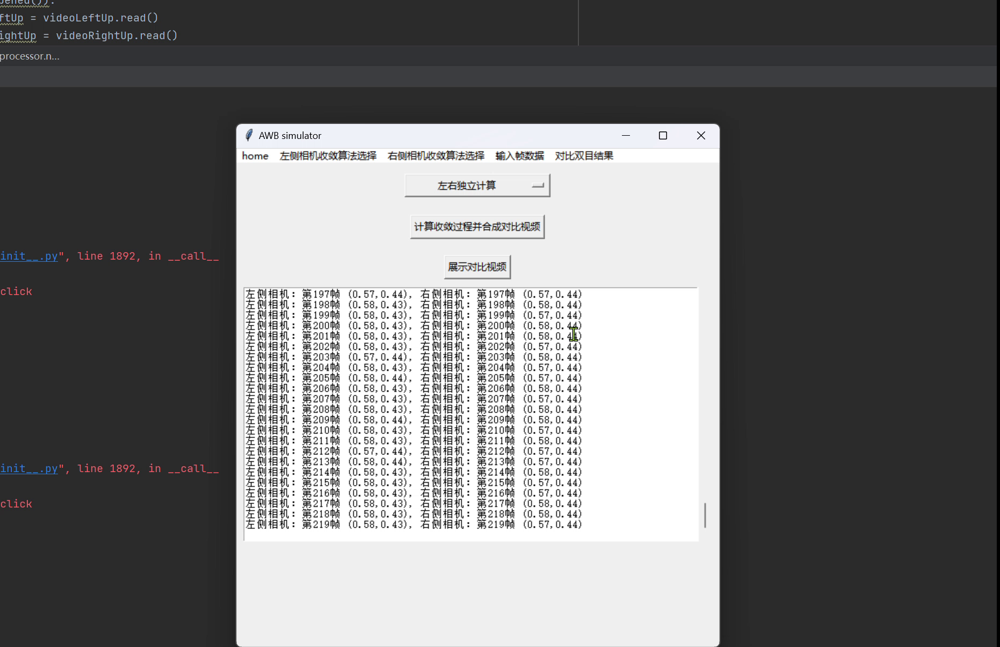 ftUp = videoLeftUp.read()
ightUp = videoRightUp.read()
processor.n...
AWB simulator
home 左侧相机收敛算法选择 右侧相机收敛算法选择 输入帧数据 对比双目结果
左右独立计算
计算收敛过程并合成对比视频
展示对比视频
init__.py", line 1892, in __call__
click
init__.py", line 1892, in __call__
click
左侧相机: 第197帧 (0.57,0.44), 右侧相机: 第197帧 (0.57,0.44)
左侧相机: 第198帧 (0.58,0.43), 右侧相机: 第198帧 (0.58,0.44)
左侧相机: 第199帧 (0.58,0.43), 右侧相机: 第199帧 (0.57,0.44)
左侧相机: 第200帧 (0.58,0.43), 右侧相机: 第200帧 (0.58,0.44)
左侧相机: 第201帧 (0.58,0.43), 右侧相机: 第201帧 (0.58,0.44)
左侧相机: 第202帧 (0.58,0.43), 右侧相机: 第202帧 (0.57,0.44)
左侧相机: 第203帧 (0.57,0.44), 右侧相机: 第203帧 (0.58,0.44)
左侧相机: 第204帧 (0.58,0.43), 右侧相机: 第204帧 (0.57,0.44)
左侧相机: 第205帧 (0.58,0.44), 右侧相机: 第205帧 (0.57,0.44)
左侧相机: 第206帧 (0.58,0.43), 右侧相机: 第206帧 (0.58,0.44)
左侧相机: 第207帧 (0.58,0.43), 右侧相机: 第207帧 (0.57,0.44)
左侧相机: 第208帧 (0.58,0.43), 右侧相机: 第208帧 (0.58,0.44)
左侧相机: 第209帧 (0.58,0.44), 右侧相机: 第209帧 (0.58,0.44)
左侧相机: 第210帧 (0.58,0.43), 右侧相机: 第210帧 (0.57,0.44)
左侧相机: 第211帧 (0.58,0.43), 右侧相机: 第211帧 (0.58,0.44)
左侧相机: 第212帧 (0.57,0.44), 右侧相机: 第212帧 (0.57,0.44)
左侧相机: 第213帧 (0.58,0.44), 右侧相机: 第213帧 (0.57,0.44)
左侧相机: 第214帧 (0.58,0.43), 右侧相机: 第214帧 (0.58,0.44)
左侧相机: 第215帧 (0.58,0.43), 右侧相机: 第215帧 (0.57,0.44)
左侧相机: 第216帧 (0.58,0.43), 右侧相机: 第216帧 (0.57,0.44)
左侧相机: 第217帧 (0.58,0.43), 右侧相机: 第217帧 (0.58,0.44)
左侧相机: 第218帧 (0.58,0.43), 右侧相机: 第218帧 (0.58,0.44)
左侧相机: 第219帧 (0.58,0.43), 右侧相机: 第219帧 (0.57,0.44)